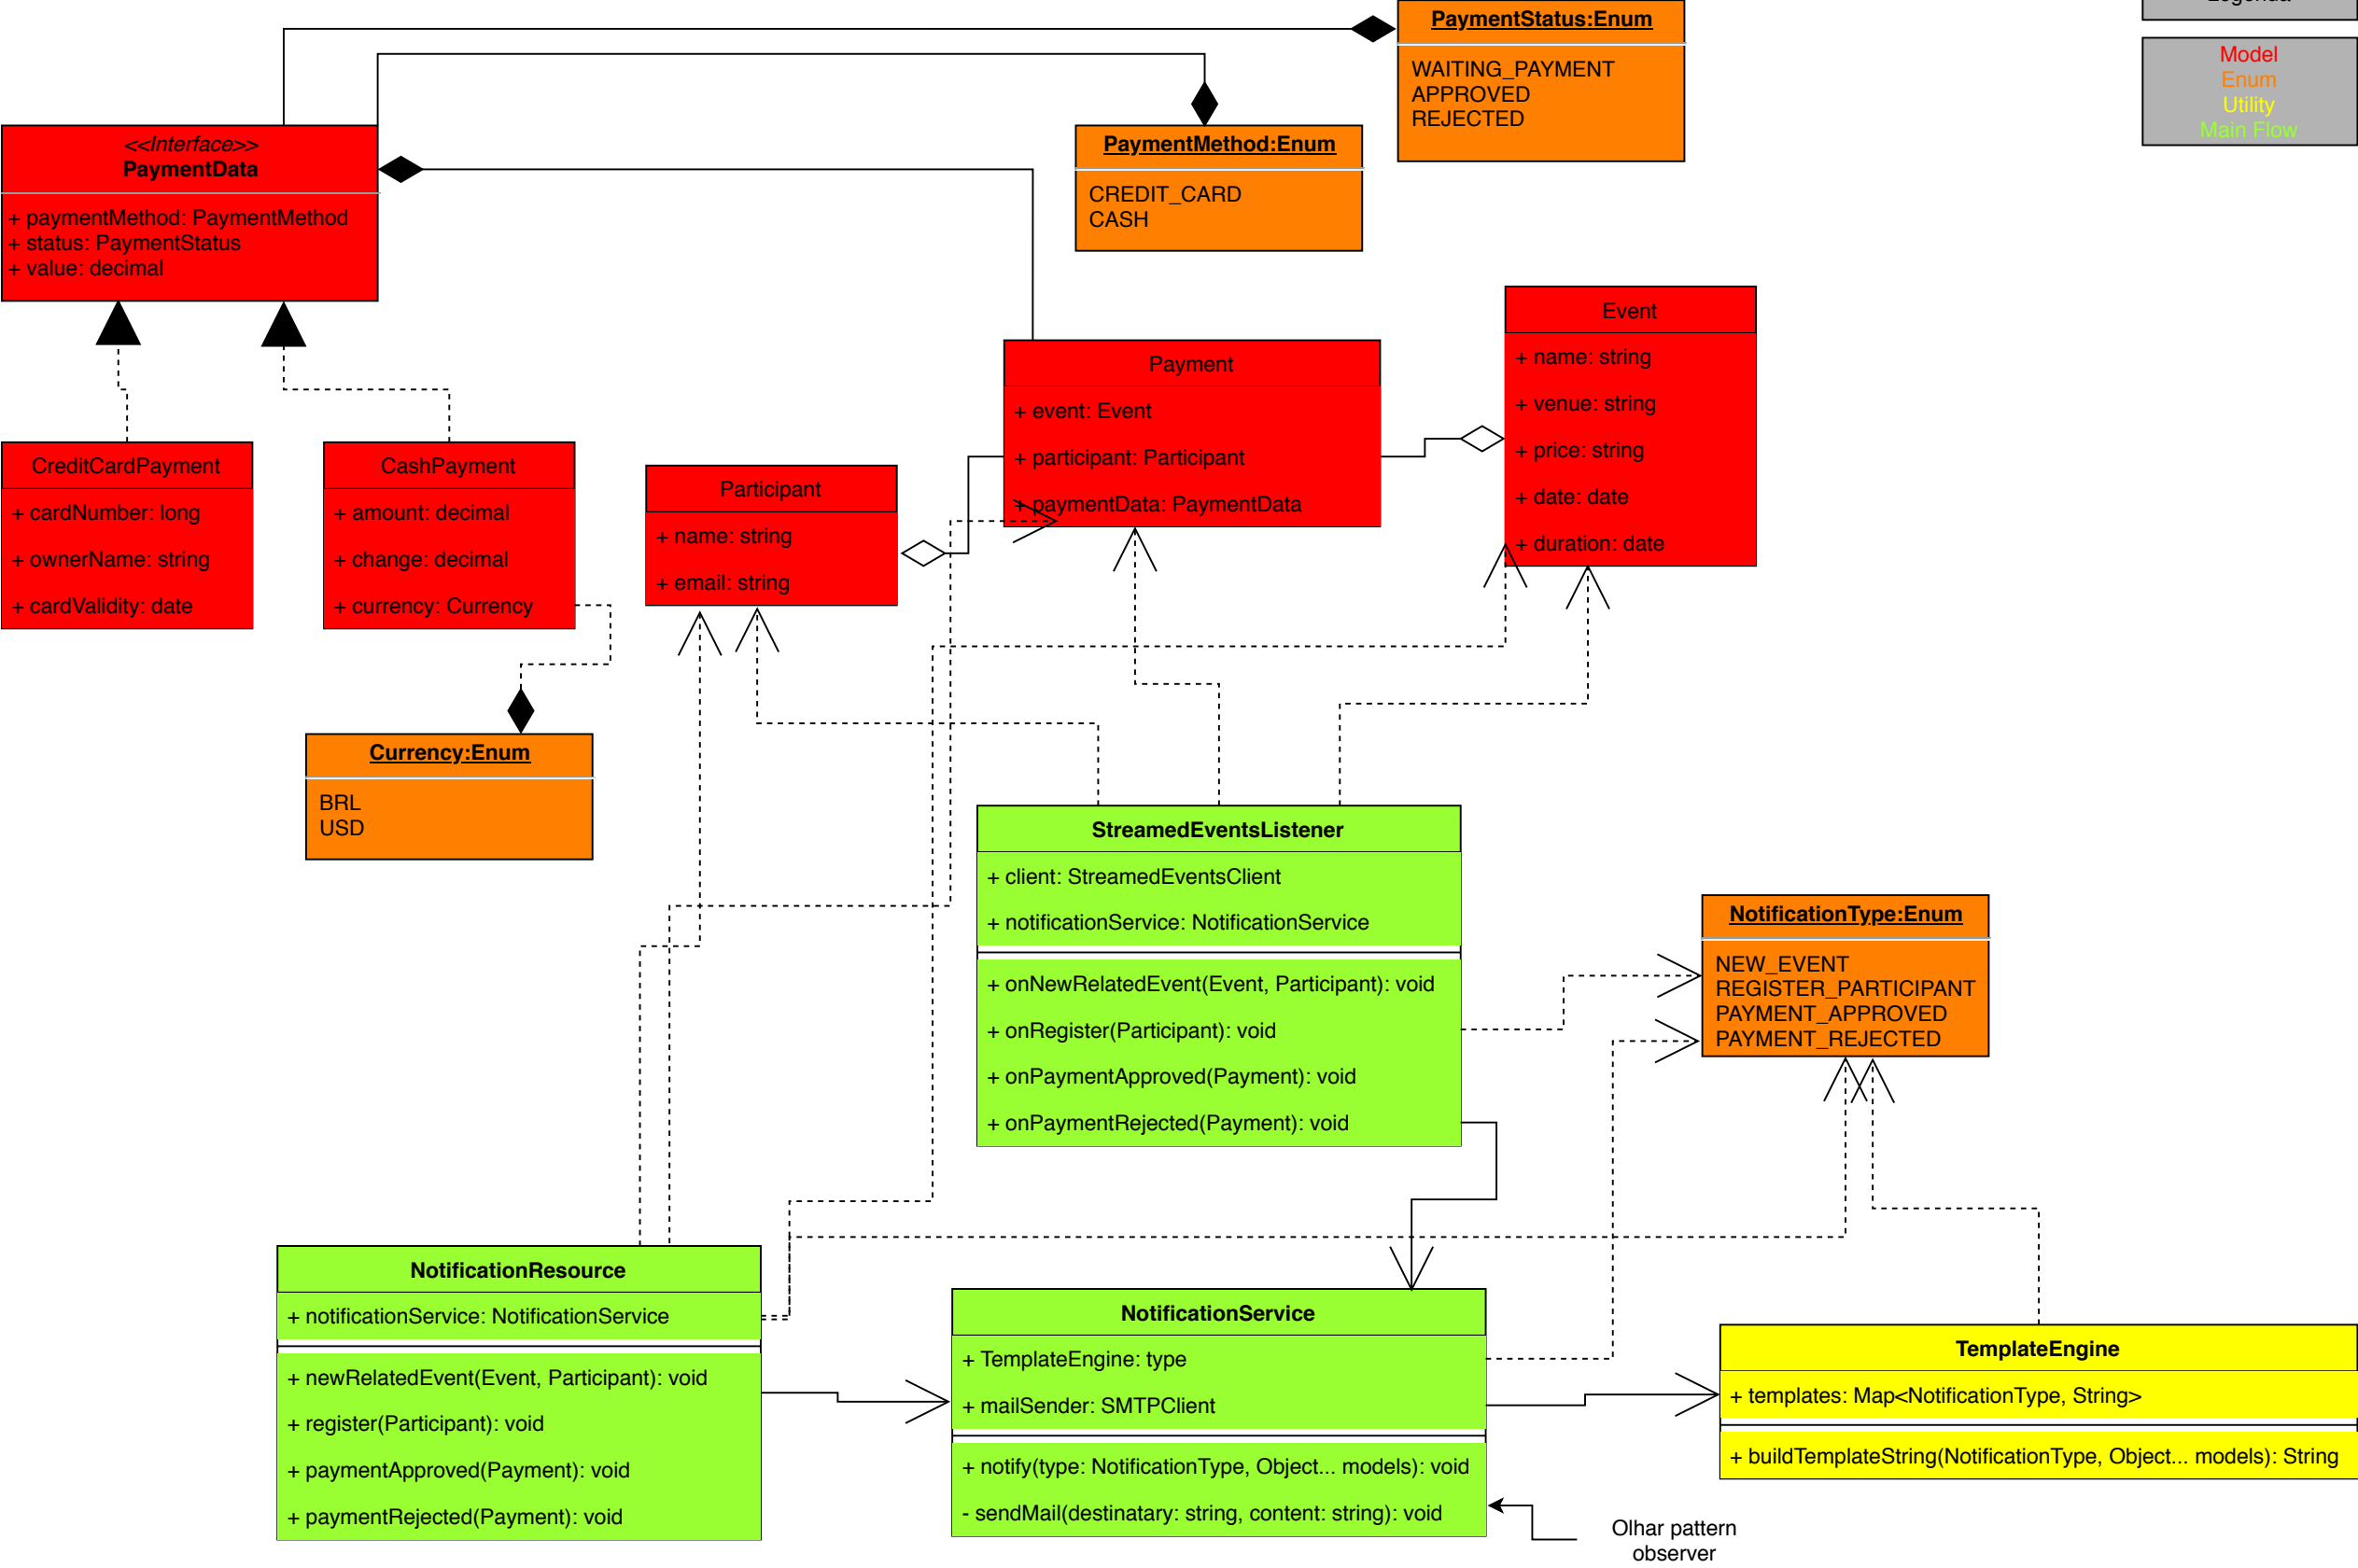 PaymentStatus:Enum
WAITING_PAYMENT
APPROVED
REJECTED
Legenda
Model
Enum
Utility
Main Flow
<<Interface>>
PaymentData
+ paymentMethod: PaymentMethod
+ status: PaymentStatus
+ value: decimal
PaymentMethod:Enum
CREDIT_CARD
CASH
Event
+ name: string
+ venue: string
+ price: string
+ date: date
+ duration: date
Payment
+ event: Event
+ participant: Participant
+ paymentData: PaymentData
CreditCardPayment
+ cardNumber: long
+ ownerName: string
+ cardValidity: date
CashPayment
+ amount: decimal
+ change: decimal
+ currency: Currency
Participant
+ name: string
+ email: string
Currency:Enum
BRL
USD
StreamedEventsListener
+ client: StreamedEventsClient
+ notificationService: NotificationService
+ onNewRelatedEvent(Event, Participant): void
+ onRegister(Participant): void
+ onPaymentApproved(Payment): void
+ onPaymentRejected(Payment): void
NotificationType:Enum
NEW_EVENT
REGISTER_PARTICIPANT
PAYMENT_APPROVED
PAYMENT_REJECTED
NotificationResource
+ notificationService: NotificationService
+ newRelatedEvent(Event, Participant): void
+ register(Participant): void
+ paymentApproved(Payment): void
+ paymentRejected(Payment): void
NotificationService
+ TemplateEngine: type
+ mailSender: SMTPClient
+ notify(type: NotificationType, Object... models): void
- sendMail(destinatary: string, content: string): void
TemplateEngine
+ templates: Map<NotificationType, String>
+ buildTemplateString(NotificationType, Object... models): String
Olhar pattern
observer